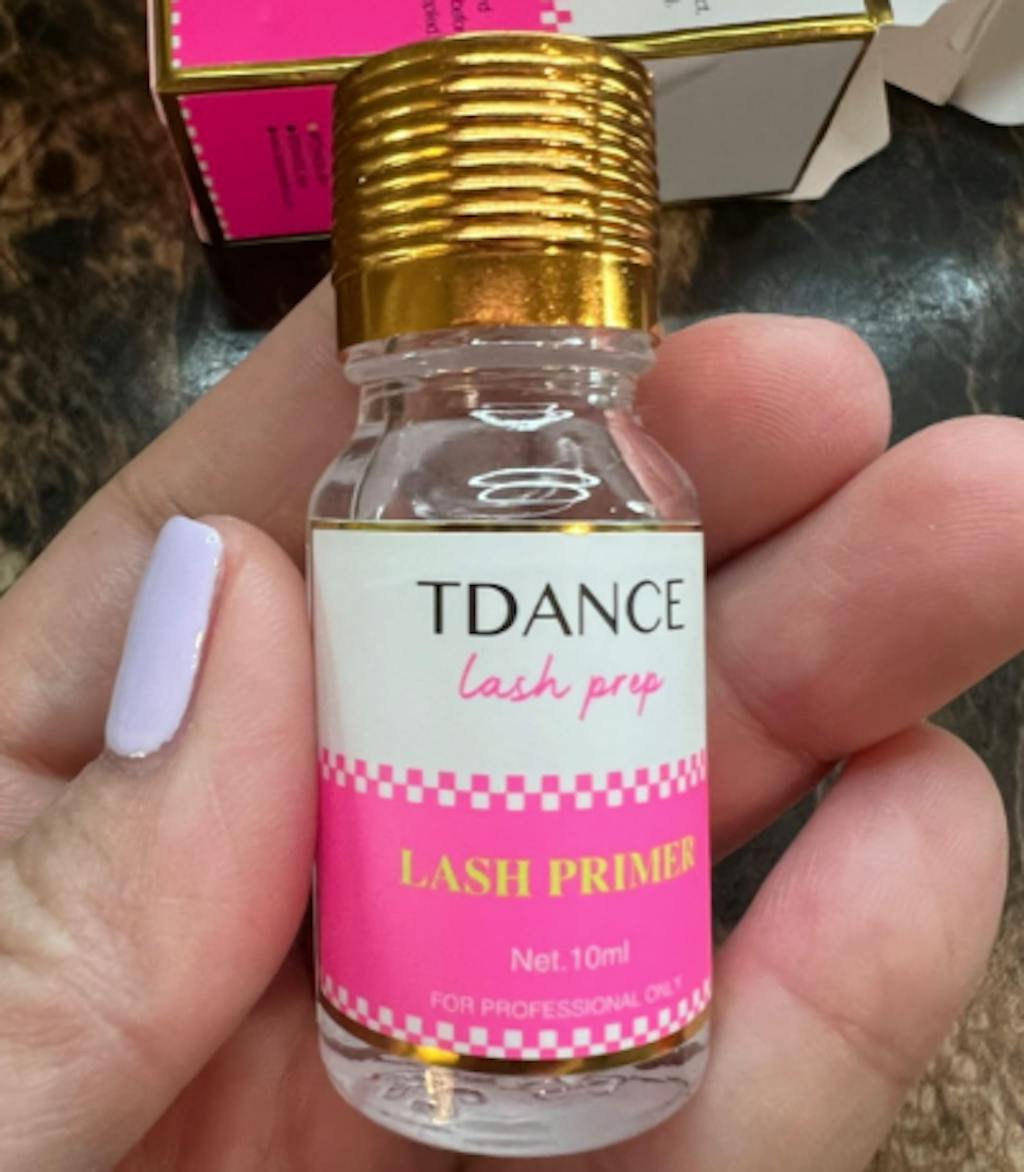 TDANCE
lash prep
LASH PRIMER
Net.10ml
FOR PROFESSIONAL ONLY